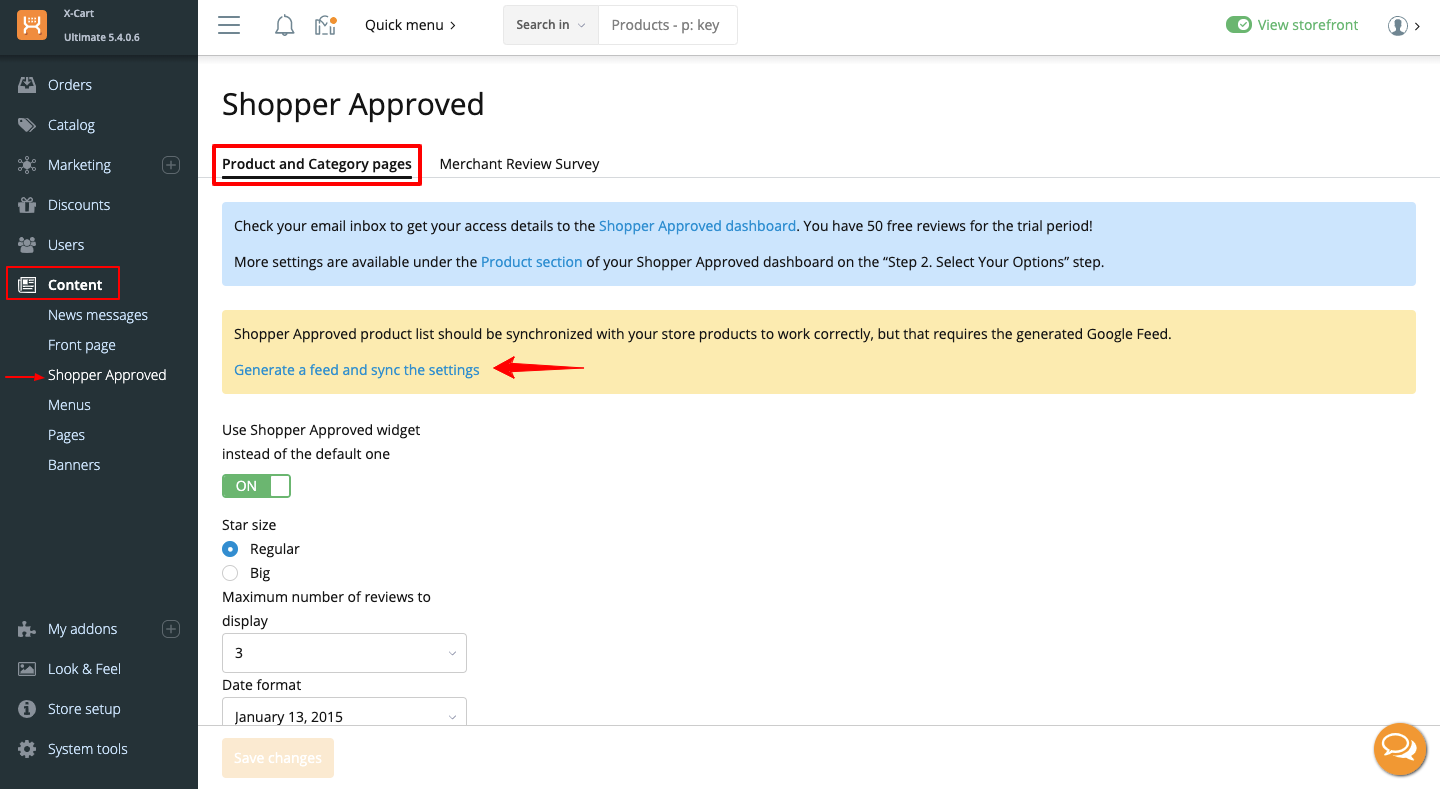 X-Cart
Ultimate 5.4.0.6
Quick menu
Search in
Products - p: key
View storefront
Orders
Catalog
Marketing
Discounts
Users
Content
News messages
Front page
Shopper Approved
Menus
Pages
Banners
My addons
Look & Feel
Store setup
System tools
Shopper Approved
Product and Category pages
Merchant Review Survey
Check your email inbox to get your access details to the Shopper Approved dashboard. You have 50 free reviews for the trial period!
More settings are available under the Product section of your Shopper Approved dashboard on the “Step 2. Select Your Options” step.
Shopper Approved product list should be synchronized with your store products to work correctly, but that requires the generated Google Feed.
Generate a feed and sync the settings
Use Shopper Approved widget
instead of the default one
ON
Star size
Regular
Big
Maximum number of reviews to
display
3
Date format
January 13, 2015
Save changes